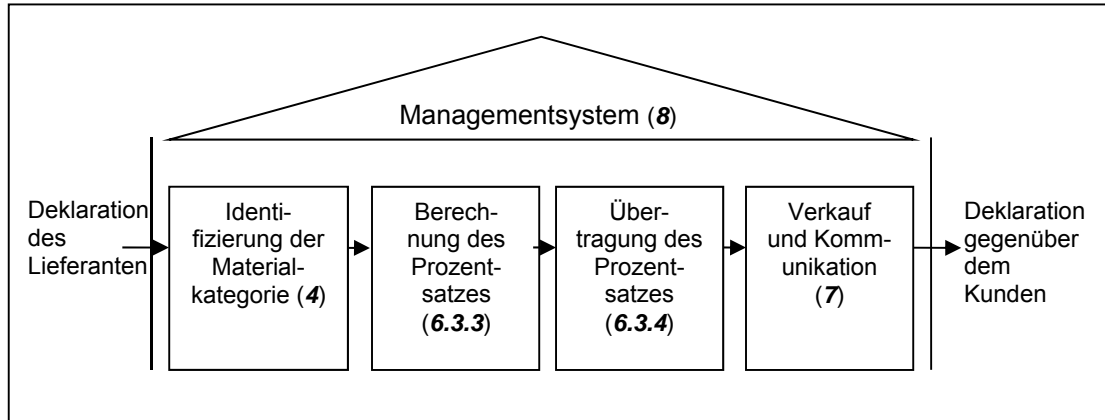 Managementsystem (8)
Deklaration
des
Lieferanten
Identi-
fizierung der
Material-
kategorie (4)
Berech-
nung des
Prozent-
satzes
(6.3.3)
Über-
tragung des
Prozent-
satzes
(6.3.4)
Verkauf
und Komm-
unikation
(7)
Deklaration
gegenüber
dem
Kunden